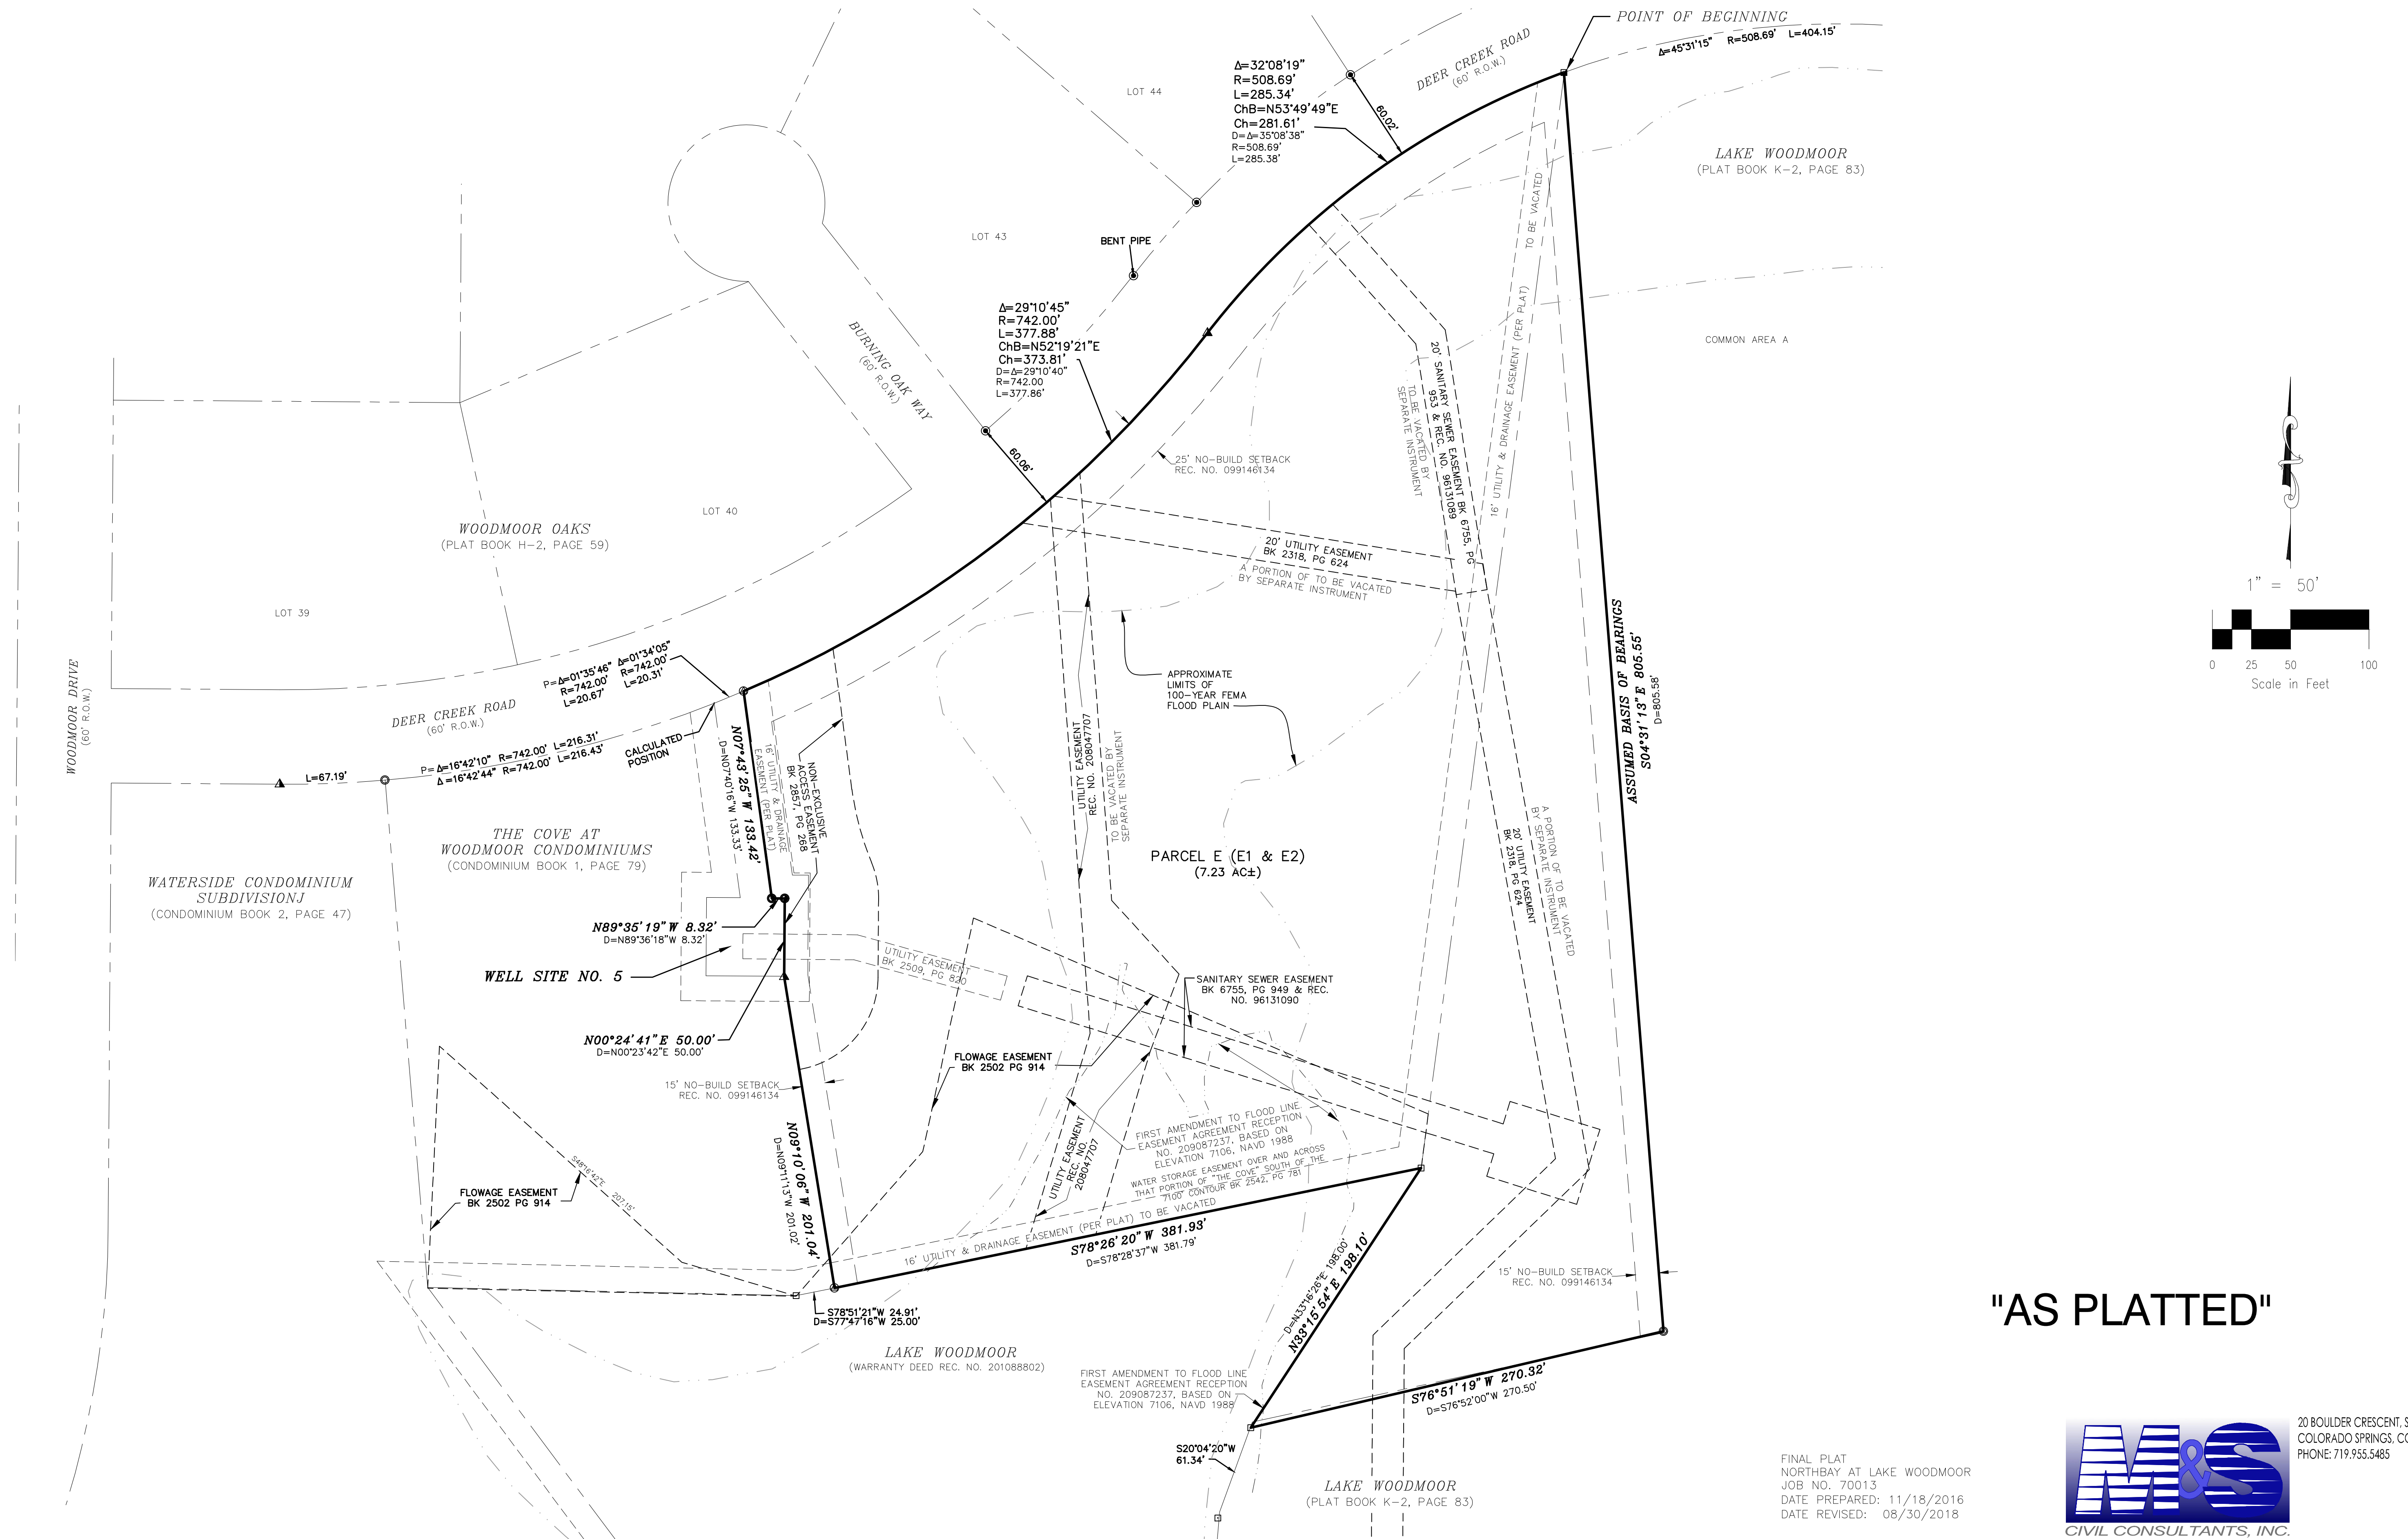 POINT OF BEGINNING
Δ=45°31'15" R=508.69' L=404.15'
DEER CREEK ROAD
(60' R.O.W.)
Δ=32°08'19"
R=508.69'
L=285.34'
ChB=N53°49'49"E
Ch=281.61'
D=Δ=35°08'38"
R=508.69'
L=285.38'
60.02'
LOT 44
LAKE WOODMOOR
(PLAT BOOK K-2, PAGE 83)
LOT 43
BENT PIPE
COMMON AREA A
Δ=29°10'45"
R=742.00'
L=377.88'
ChB=N52°19'21"E
Ch=373.81'
D=Δ=29°10'40"
R=742.00
L=377.86'
BURNING OAK WAY
(60' R.O.W.)
60.06'
25' NO-BUILD SETBACK
REC. NO. 099146134
20' SANITARY SEWER EASEMENT BK 6755, PG
953 & REC. NO. 96131089
TO BE VACATED BY
SEPARATE INSTRUMENT
16' UTILITY & DRAINAGE EASEMENT (PER PLAT) TO BE VACATED
1" = 50'
0 25 50 100
Scale in Feet
LOT 40
WOODMOOR OAKS
(PLAT BOOK H-2, PAGE 59)
LOT 39
20' UTILITY EASEMENT
BK 2318, PG 624
A PORTION OF TO BE VACATED
BY SEPARATE INSTRUMENT
ASSUMED BASIS OF BEARINGS
S04°31'13"E 805.55'
D=805.58'
WOODMOOR DRIVE
(60' R.O.W.)
P=Δ=01°35'46" Δ=01°34'05"
R=742.00' R=742.00'
L=20.67' L=20.31'
DEER CREEK ROAD
(60' R.O.W.)
P=Δ=16°42'10" R=742.00' L=216.31'
Δ=16°42'44" R=742.00' L=216.43'
CALCULATED
POSITION
L=67.19'
APPROXIMATE
LIMITS OF
100-YEAR FEMA
FLOOD PLAIN
N07°43'25"W 133.42'
D=N07°40'16"W 133.33'
16' UTILITY & DRAINAGE
EASEMENT (PER PLAT)
NON-EXCLUSIVE
ACCESS EASEMENT
BK 2857, PG 268
UTILITY EASEMENT
REC. NO. 208047707
TO BE VACATED BY
SEPARATE INSTRUMENT
THE COVE AT
WOODMOOR CONDOMINIUMS
(CONDOMINIUM BOOK 1, PAGE 79)
WATERSIDE CONDOMINIUM
SUBDIVISIONJ
(CONDOMINIUM BOOK 2, PAGE 47)
PARCEL E (E1 & E2)
(7.23 AC±)
20' UTILITY EASEMENT
BK 2318, PG 624
A PORTION OF TO BE VACATED
BY SEPARATE INSTRUMENT
N89°35'19"W 8.32'
D=N89°36'18"W 8.32'
WELL SITE NO. 5
UTILITY EASEMENT
BK 2509, PG 820
SANITARY SEWER EASEMENT
BK 6755, PG 949 & REC.
NO. 96131090
N00°24'41"E 50.00'
D=N00°23'42"E 50.00'
FLOWAGE EASEMENT
BK 2502 PG 914
15' NO-BUILD SETBACK
REC. NO. 099146134
N09°10'06"W 201.04'
D=N09°11'13"W 201.02'
UTILITY EASEMENT
REC. NO.
208047707
FIRST AMENDMENT TO FLOOD LINE
EASEMENT AGREEMENT RECEPTION
NO. 209087237, BASED ON
ELEVATION 7106, NAVD 1988
WATER STORAGE EASEMENT OVER AND ACROSS
THAT PORTION OF "THE COVE" SOUTH OF THE
7100' CONTOUR BK 2542, PG 781
FLOWAGE EASEMENT
BK 2502 PG 914
S48°16'42"E 207.15'
16' UTILITY & DRAINAGE EASEMENT (PER PLAT) TO BE VACATED
S78°26'20"W 381.93'
D=S78°28'37"W 381.79'
D=N33°16'26"E 198.00'
N33°15'54"E 198.10'
15' NO-BUILD SETBACK
REC. NO. 099146134
S78°51'21"W 24.91'
D=S77°47'16"W 25.00'
"AS PLATTED"
LAKE WOODMOOR
(WARRANTY DEED REC. NO. 201088802)
FIRST AMENDMENT TO FLOOD LINE
EASEMENT AGREEMENT RECEPTION
NO. 209087237, BASED ON
ELEVATION 7106, NAVD 1988
S76°51'19"W 270.32'
D=S76°52'00"W 270.50'
S20°04'20"W
61.34'
LAKE WOODMOOR
(PLAT BOOK K-2, PAGE 83)
FINAL PLAT
NORTHBAY AT LAKE WOODMOOR
JOB NO. 70013
DATE PREPARED: 11/18/2016
DATE REVISED: 08/30/2018
M&S
CIVIL CONSULTANTS, INC.
20 BOULDER CRESCENT, S
COLORADO SPRINGS, CO
PHONE: 719.955.5485